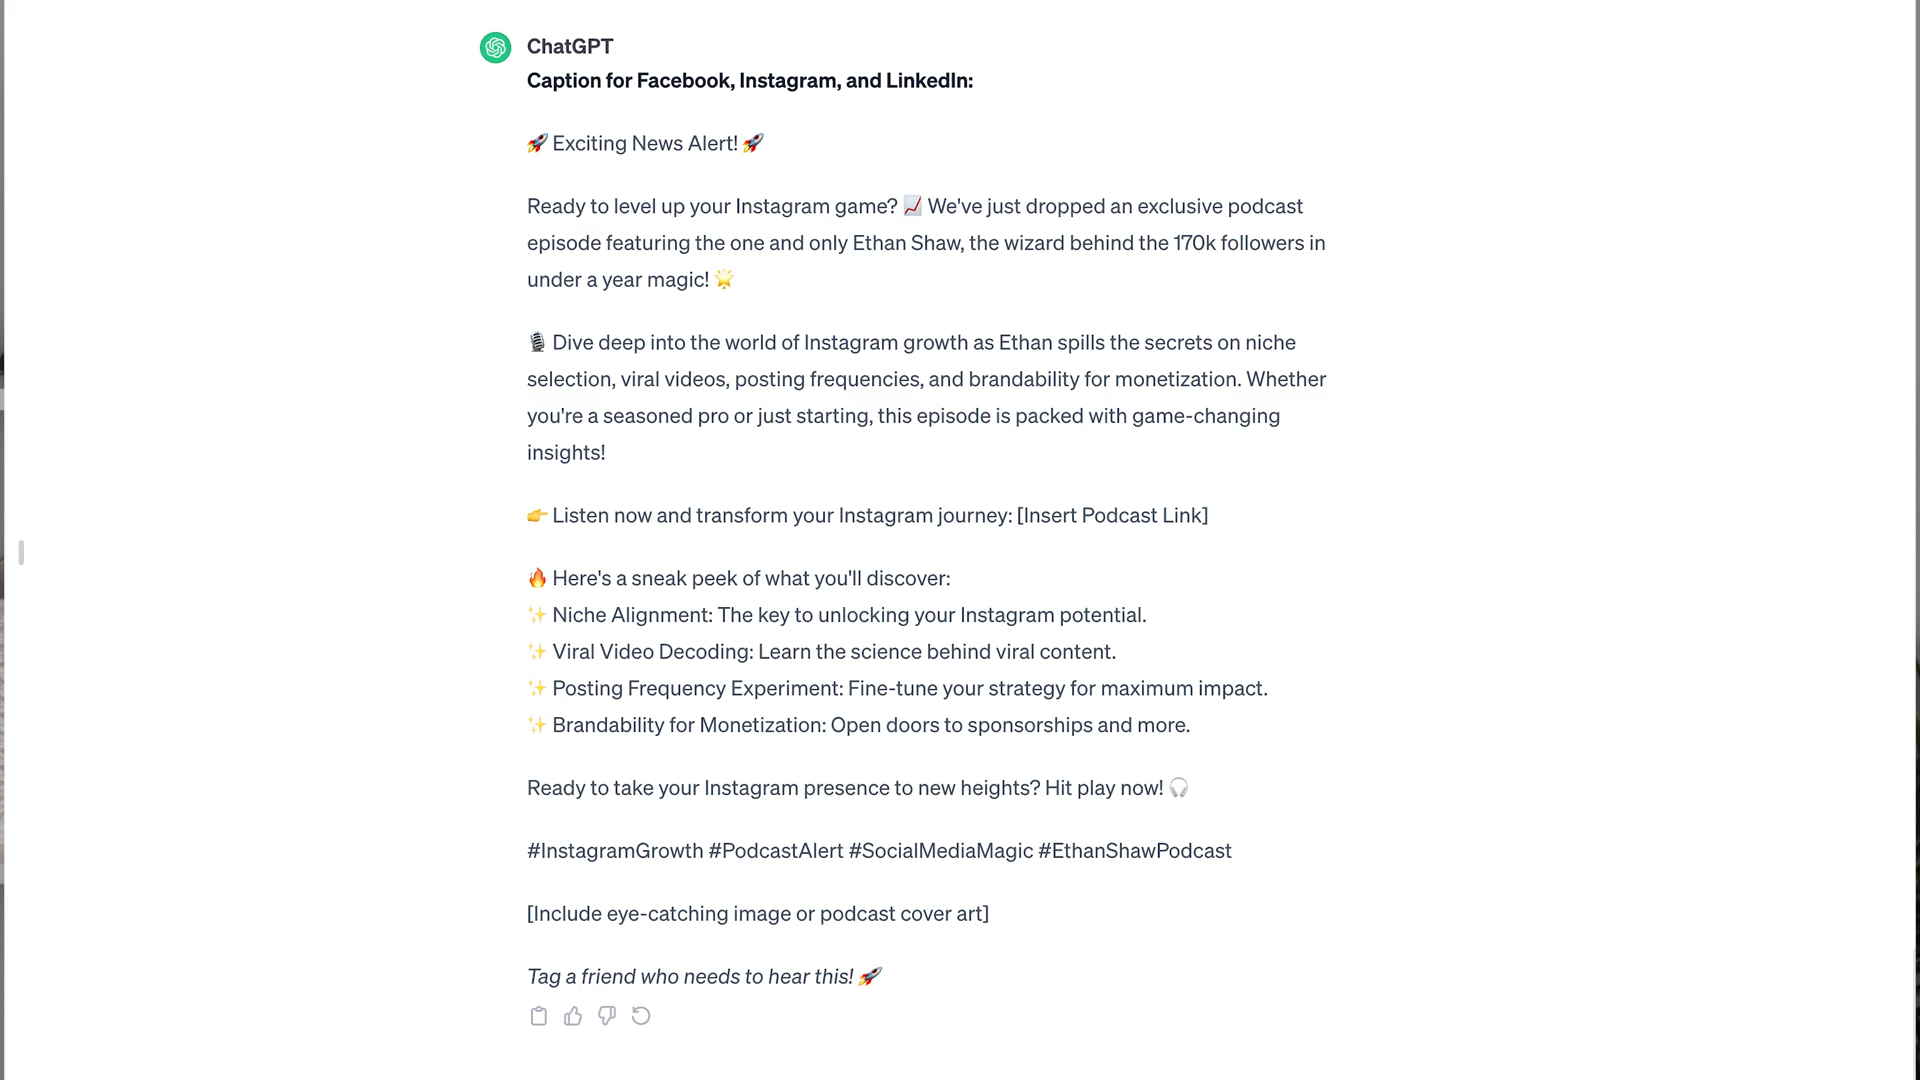 ChatGPT
Caption for Facebook, Instagram, and LinkedIn:
🚀 Exciting News Alert! 🚀
Ready to level up your Instagram game? 📈 We've just dropped an exclusive podcast
episode featuring the one and only Ethan Shaw, the wizard behind the 170k followers in
under a year magic! 🌟
🎙️ Dive deep into the world of Instagram growth as Ethan spills the secrets on niche
selection, viral videos, posting frequencies, and brandability for monetization. Whether
you're a seasoned pro or just starting, this episode is packed with game-changing
insights!
👉 Listen now and transform your Instagram journey: [Insert Podcast Link]
🔥 Here's a sneak peek of what you'll discover:
✨ Niche Alignment: The key to unlocking your Instagram potential.
✨ Viral Video Decoding: Learn the science behind viral content.
✨ Posting Frequency Experiment: Fine-tune your strategy for maximum impact.
✨ Brandability for Monetization: Open doors to sponsorships and more.
Ready to take your Instagram presence to new heights? Hit play now! 🎧
#InstagramGrowth #PodcastAlert #SocialMediaMagic #EthanShawPodcast
[Include eye-catching image or podcast cover art]
Tag a friend who needs to hear this! 🚀